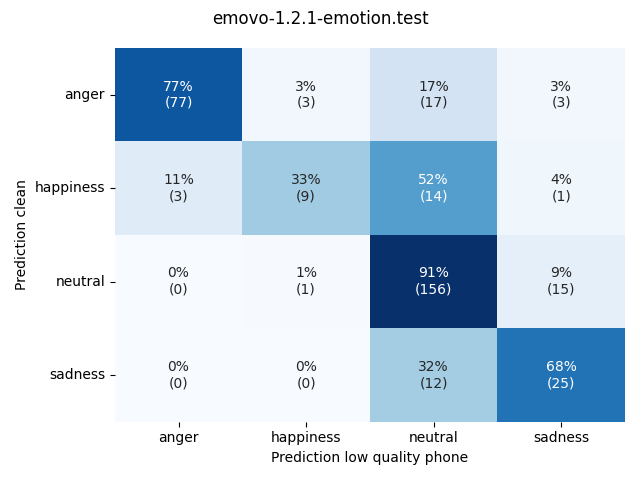 emovo-1.2.1-emotion.test
Prediction clean
anger
77% 3% 17% 3%
(77) (3) (17) (3)
happiness
11% 33% 52% 4%
(3) (9) (14) (1)
neutral
0% 1% 91% 9%
(0) (1) (156) (15)
sadness
0% 0% 32% 68%
(0) (0) (12) (25)
anger happiness neutral sadness
Prediction low quality phone